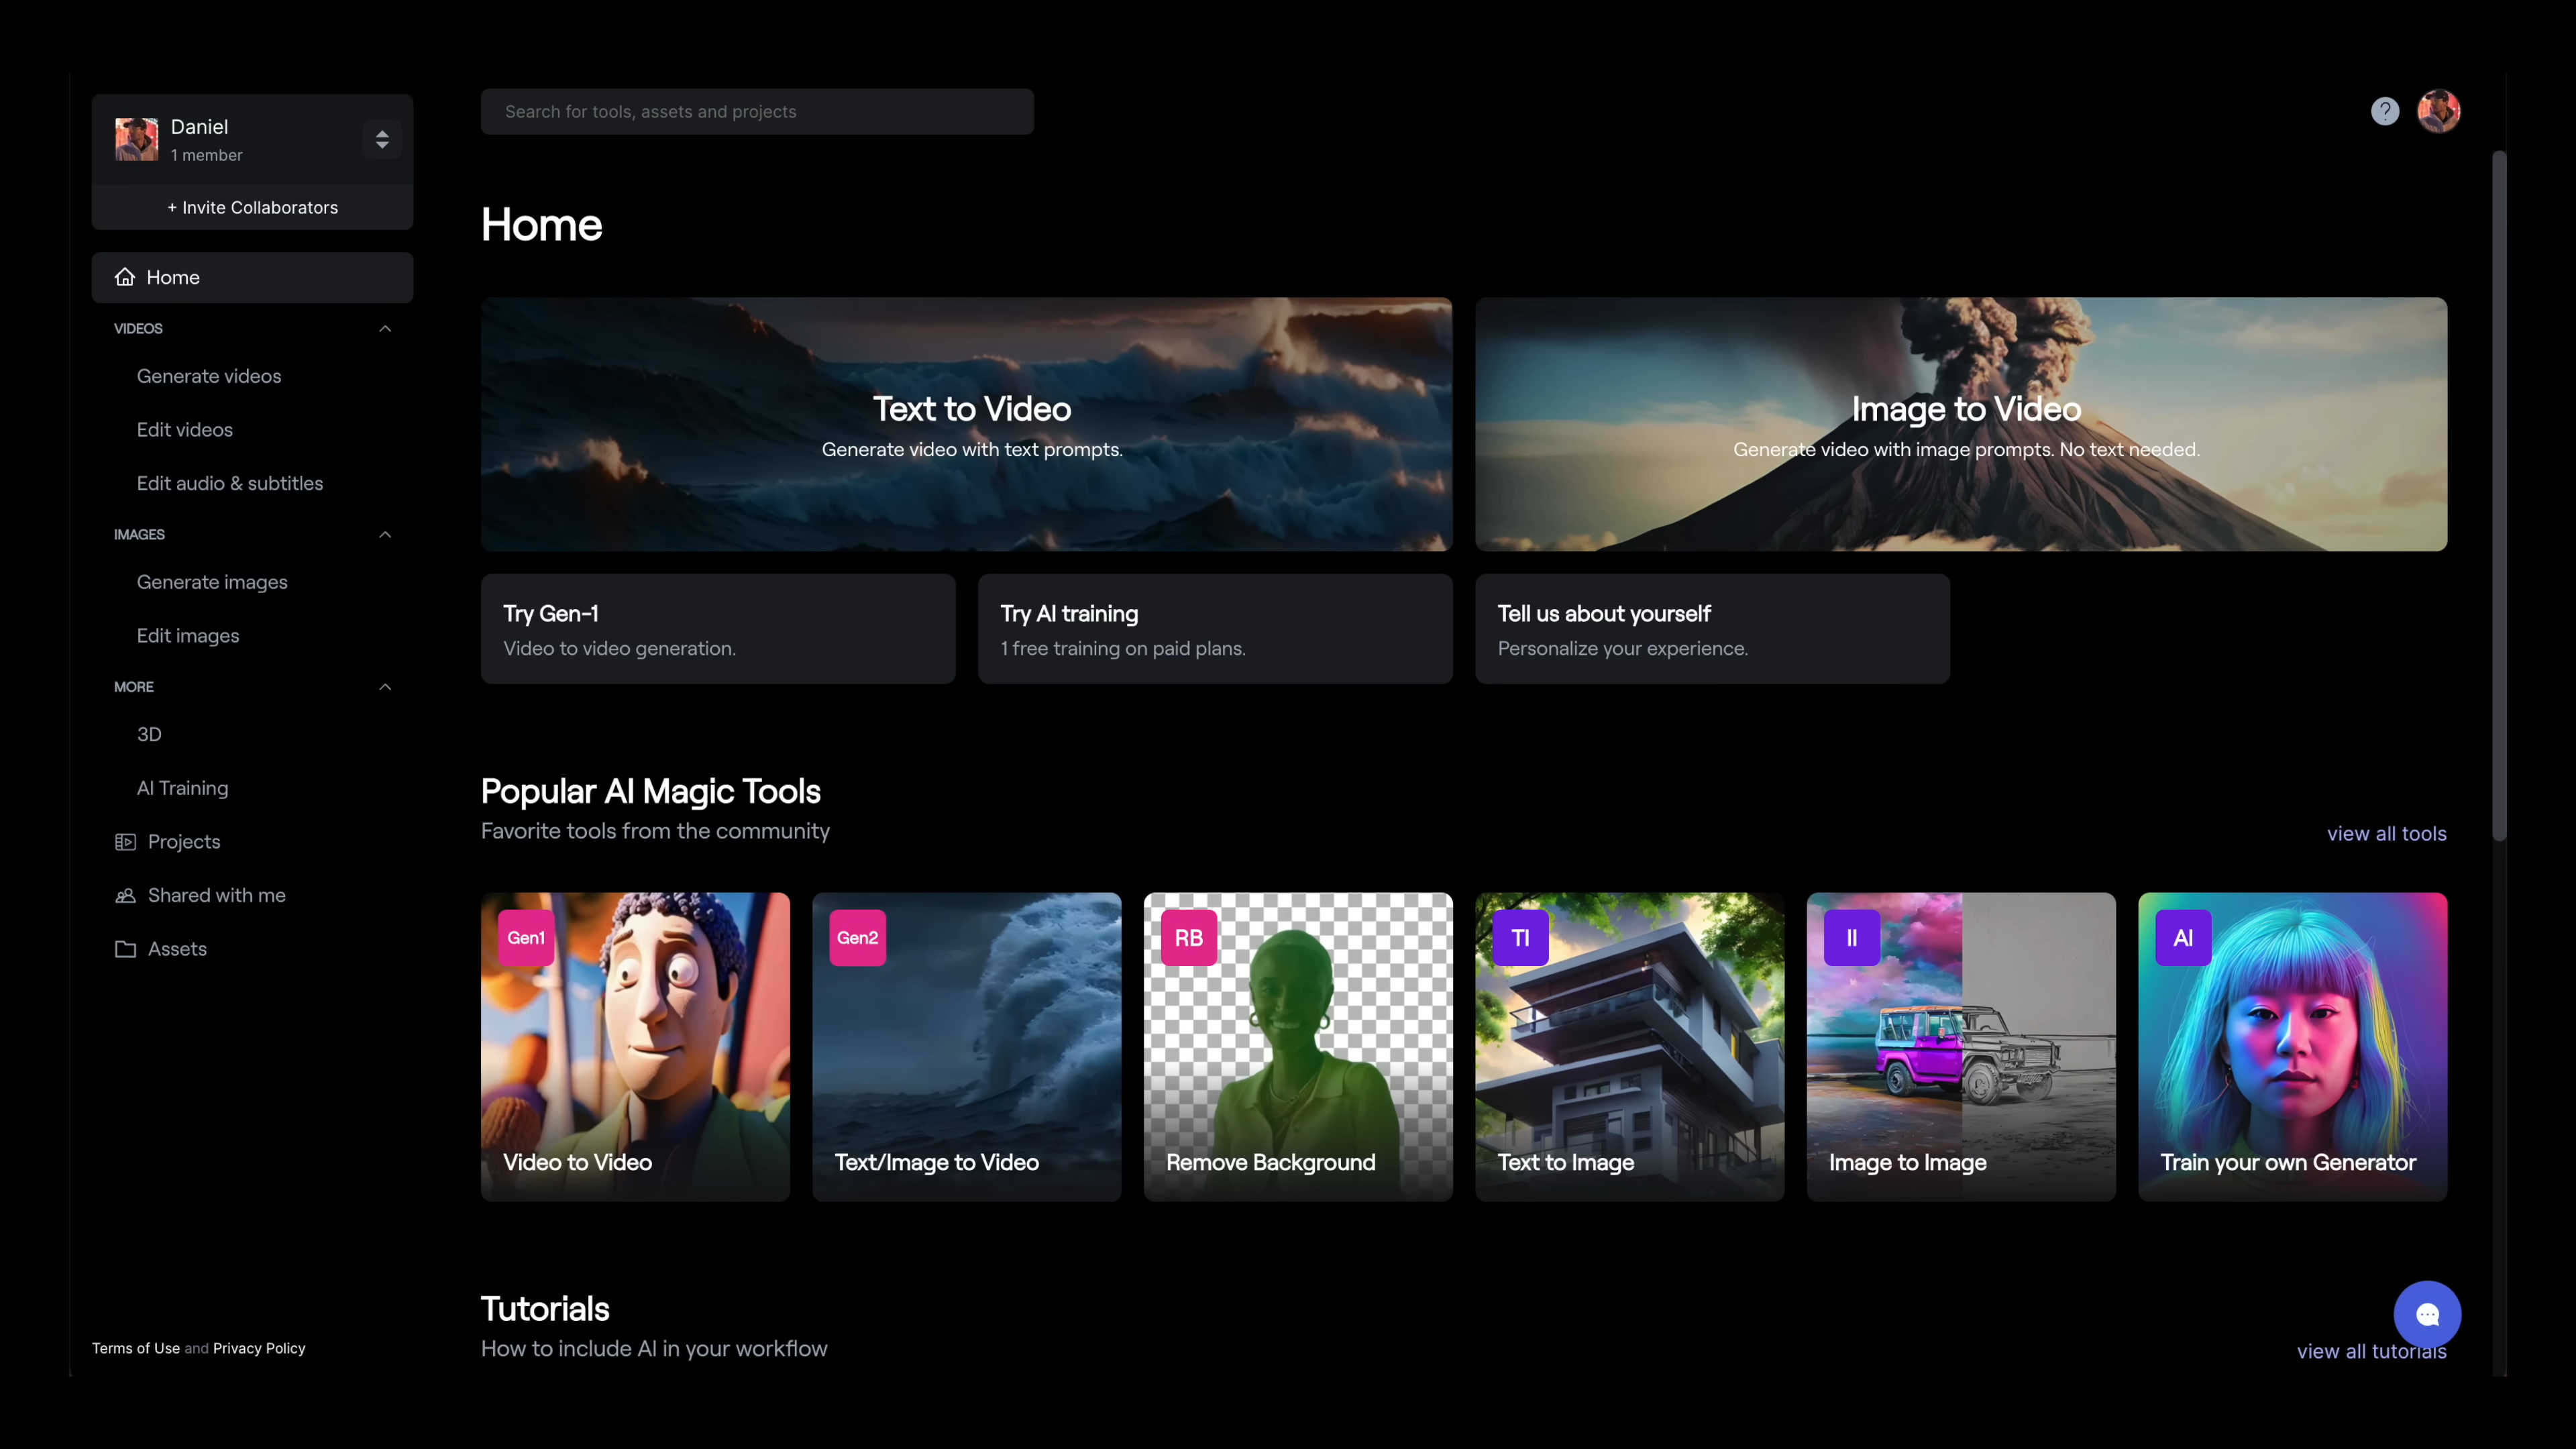 Daniel
1 member
+ Invite Collaborators
Home
VIDEOS
Generate videos
Edit videos
Edit audio & subtitles
IMAGES
Generate images
Edit images
MORE
3D
AI Training
Projects
Shared with me
Assets
Terms of Use and Privacy Policy
Search for tools, assets and projects
?
Home
Text to Video
Generate video with text prompts.
Image to Video
Generate video with image prompts. No text needed.
Try Gen-1
Video to video generation.
Try AI training
1 free training on paid plans.
Tell us about yourself
Personalize your experience.
Popular AI Magic Tools
Favorite tools from the community
view all tools
Gen1
Video to Video
Gen2
Text/Image to Video
RB
Remove Background
TI
Text to Image
II
Image to Image
AI
Train your own Generator
Tutorials
How to include AI in your workflow
view all tutorials